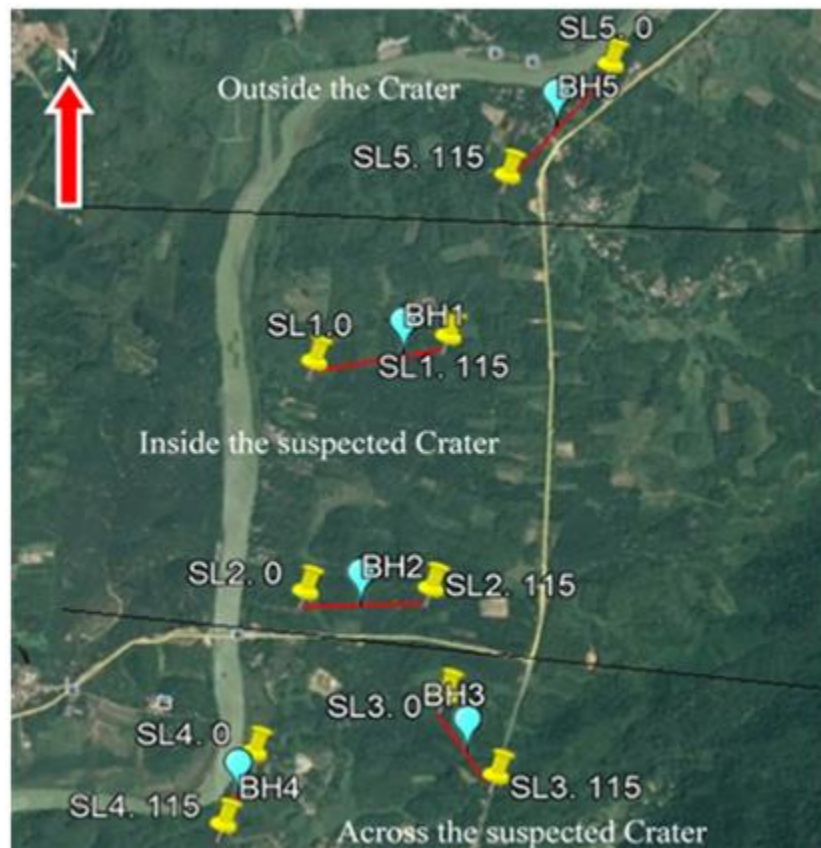 SL5. 0
N
Outside the Crater
BH5
SL5. 115
SL1.0
BH1
SL1. 115
Inside the suspected Crater
SL2. 0
BH2
SL2. 115
SL3. 0
BH3
SL4. 0
BH4
SL4. 115
SL3. 115
Across the suspected Crater